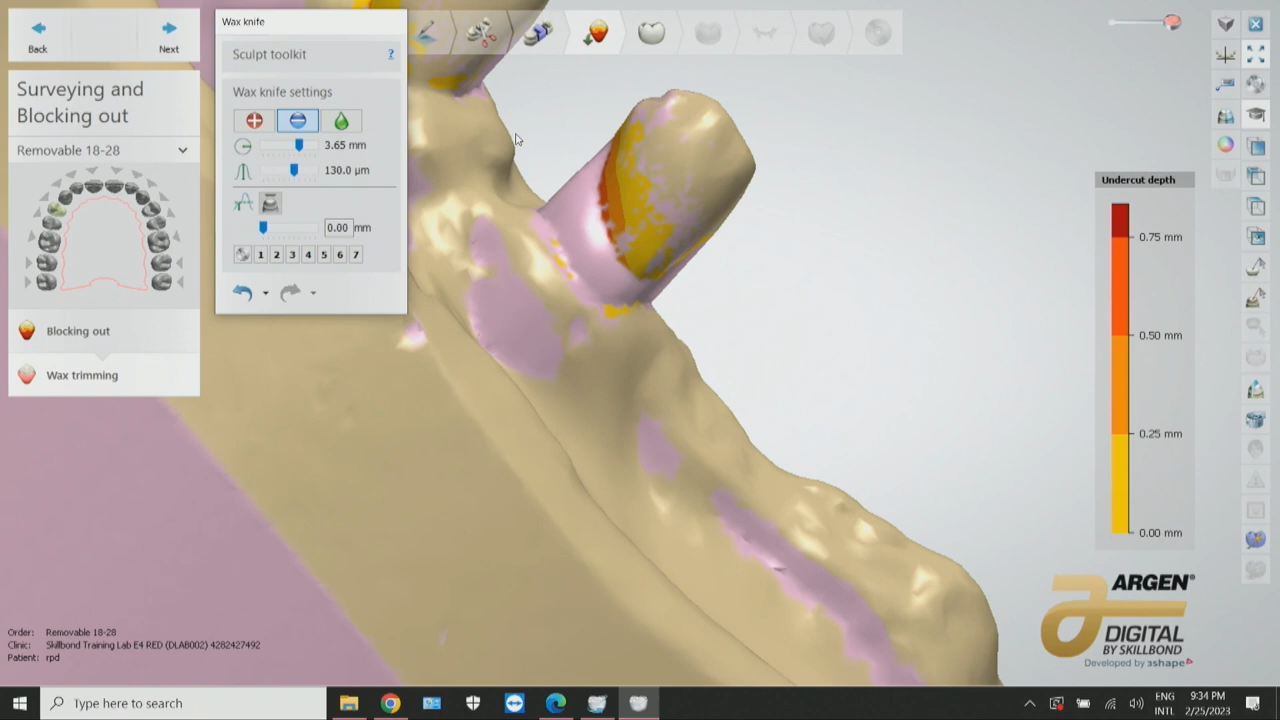 Back
Next
Surveying and
Blocking out
Removable 18-28
Blocking out
Wax trimming
Wax knife
Sculpt toolkit
?
Wax knife settings
3.65 mm
130.0 µm
0.00 mm
1 2 3 4 5 6 7
Undercut depth
0.75 mm
0.50 mm
0.25 mm
0.00 mm
ARGEN®
DIGITAL
BY SKILLBOND
Developed by 3shape
Order: Removable 18-28
Clinic: Skillbond Training Lab E4 RED (DLAB002) 4282427492
Patient: rpd
Type here to search
ENG
INTL
9:34 PM
2/25/2023